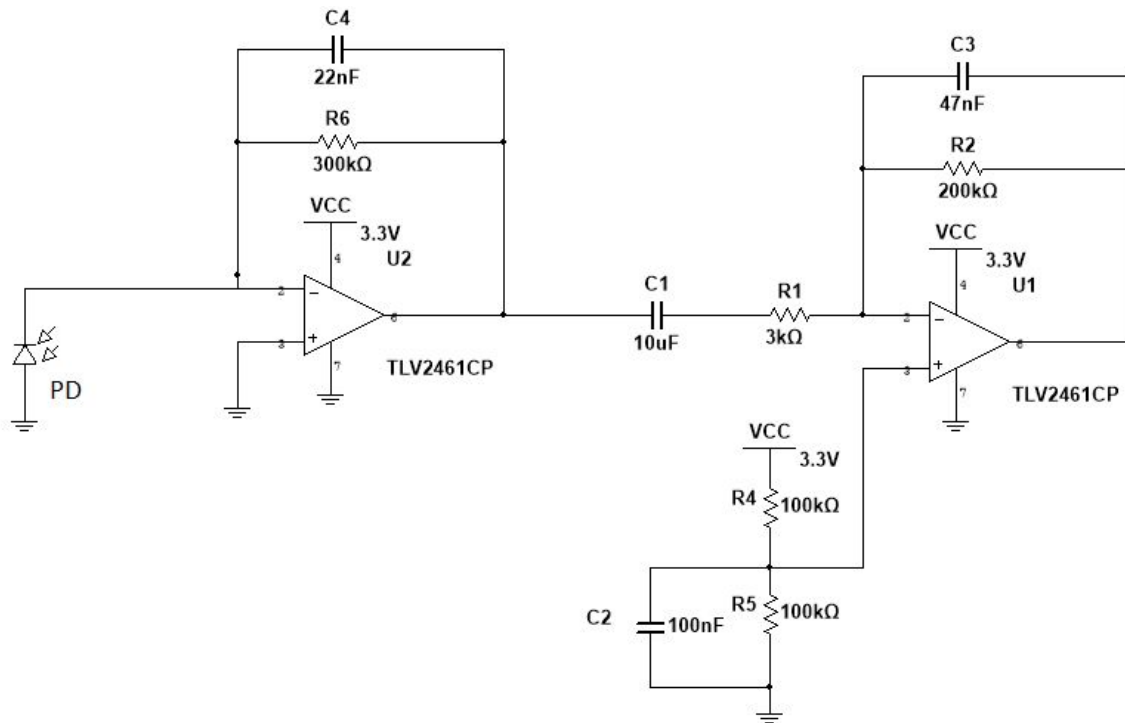 C4
22nF
R6
300kΩ
VCC
3.3V
4
U2
2
3
6
7
TLV2461CP
PD
C1
10uF
R1
3kΩ
C3
47nF
R2
200kΩ
VCC
3.3V
4
U1
2
3
6
7
TLV2461CP
VCC
3.3V
R4
100kΩ
R5
100kΩ
C2
100nF